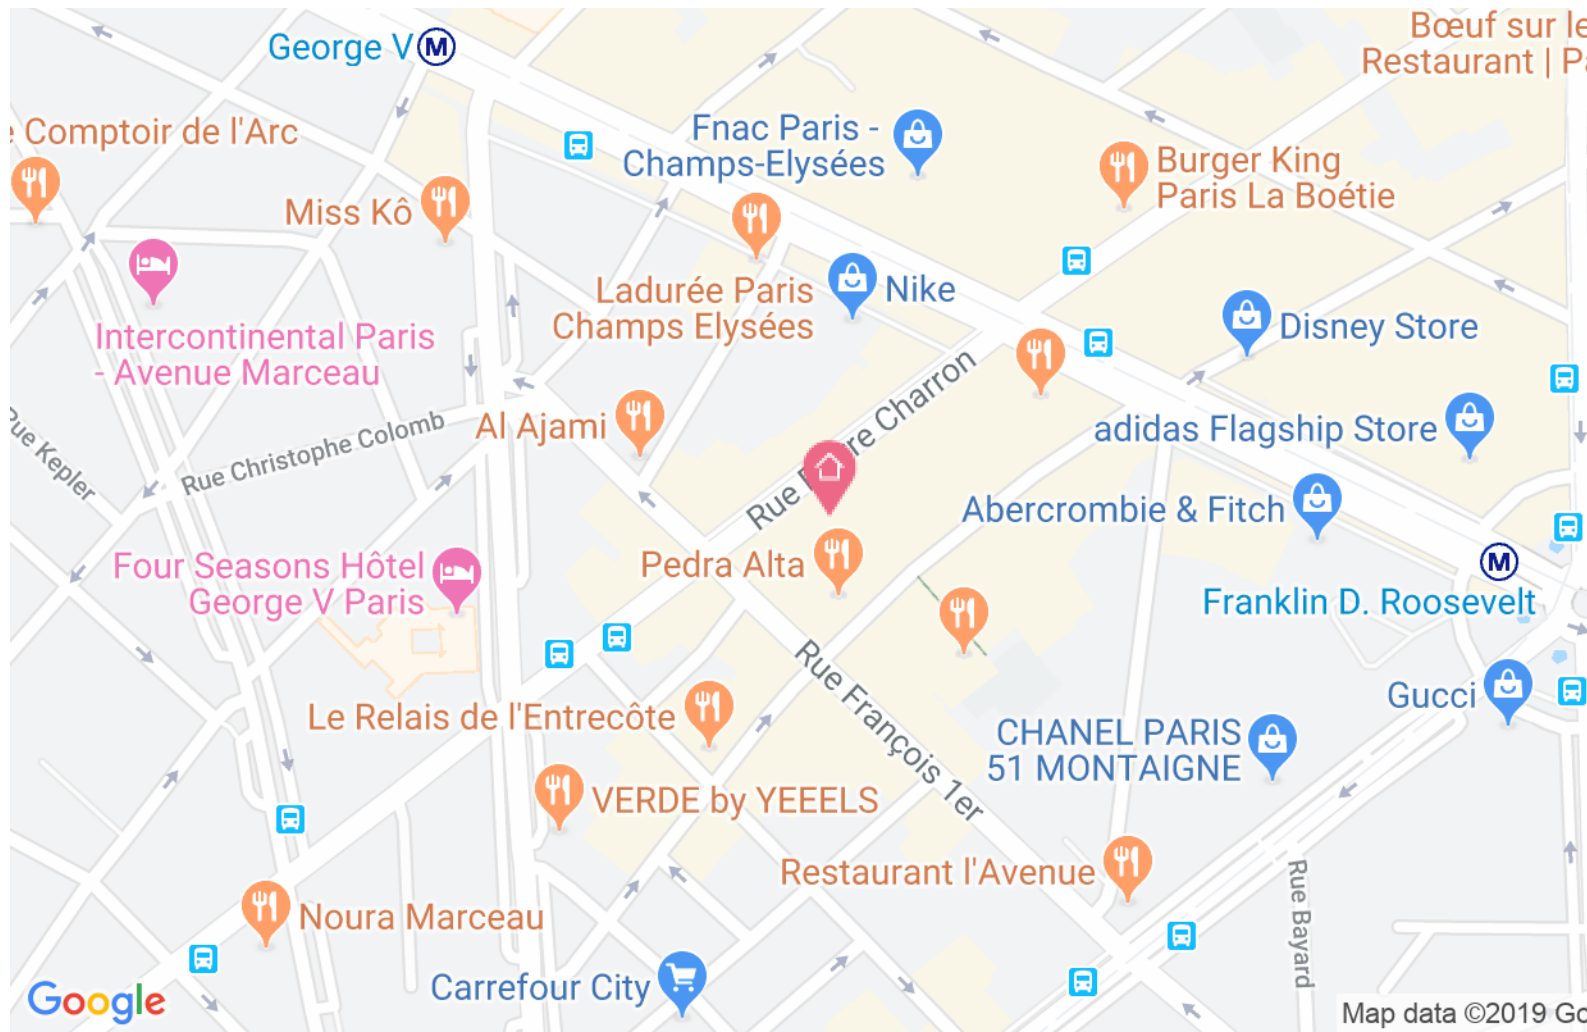 George V
M
Bœuf sur le
Restaurant | Pa
Comptoir de l'Arc
Fnac Paris -
Champs-Elysées
Burger King
Paris La Boétie
Miss Kô
Ladurée Paris
Champs Elysées
Nike
Intercontinental Paris
- Avenue Marceau
Disney Store
Rue Kepler
Rue Christophe Colomb
Al Ajami
Rue Pierre Charron
adidas Flagship Store
Abercrombie & Fitch
Four Seasons Hôtel
George V Paris
Pedra Alta
M
Franklin D. Roosevelt
Le Relais de l'Entrecôte
Rue François 1er
Gucci
CHANEL PARIS
51 MONTAIGNE
VERDE by YEEELS
Restaurant l'Avenue
Rue Bayard
Noura Marceau
Carrefour City
Google
Map data ©2019 Go